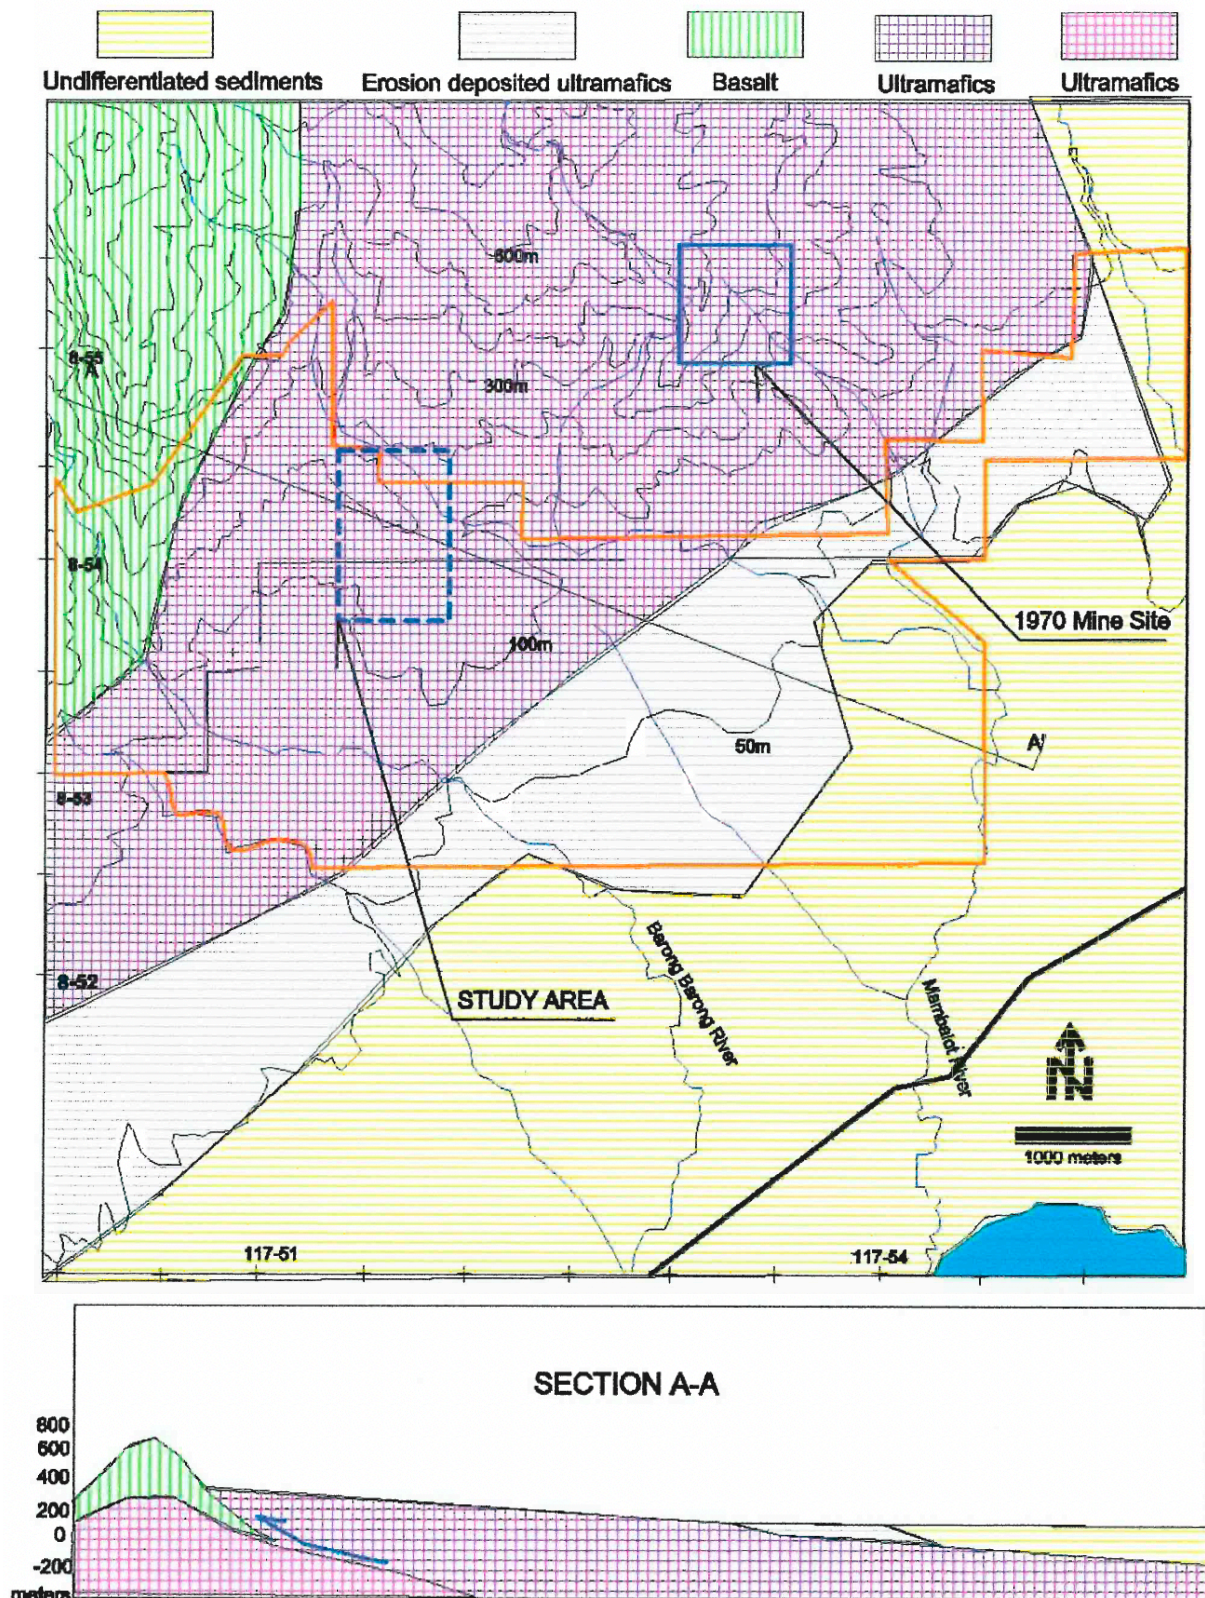 Undifferentiated sediments Erosion deposited ultramafics Basalt Ultramafics Ultramafics
600m
8-55
A
300m
8-54
1970 Mine Site
100m
A'
50m
8-53
Barong Barong River
8-52
STUDY AREA
Mambalot River
N
1000 meters
117-51 117-54
SECTION A-A
800
600
400
200
0
-200
meters